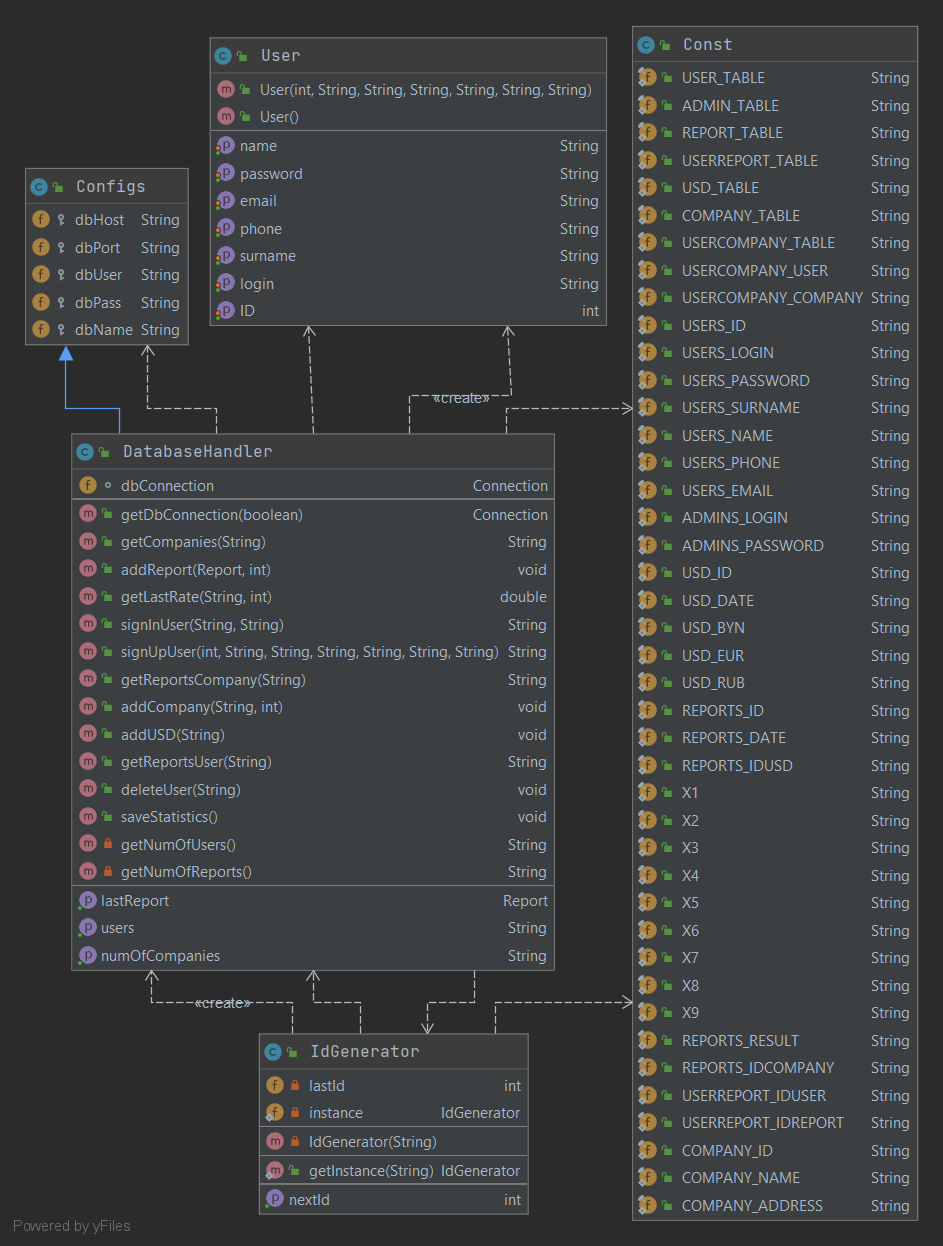 User
User(int, String, String, String, String, String, String)
User()
name String
password String
email String
phone String
surname String
login String
ID int
Configs
dbHost String
dbPort String
dbUser String
dbPass String
dbName String
«create»
DatabaseHandler
dbConnection Connection
getDbConnection(boolean) Connection
getCompanies(String) String
addReport(Report, int) void
getLastRate(String, int) double
signInUser(String, String) String
signUpUser(int, String, String, String, String, String, String) String
getReportsCompany(String) String
addCompany(String, int) void
addUSD(String) void
getReportsUser(String) String
deleteUser(String) void
saveStatistics() void
getNumOfUsers() String
getNumOfReports() String
lastReport Report
users String
numOfCompanies String
«create»
IdGenerator
lastId int
instance IdGenerator
IdGenerator(String)
getInstance(String) IdGenerator
nextId int
Const
USER_TABLE String
ADMIN_TABLE String
REPORT_TABLE String
USERREPORT_TABLE String
USD_TABLE String
COMPANY_TABLE String
USERCOMPANY_TABLE String
USERCOMPANY_USER String
USERCOMPANY_COMPANY String
USERS_ID String
USERS_LOGIN String
USERS_PASSWORD String
USERS_SURNAME String
USERS_NAME String
USERS_PHONE String
USERS_EMAIL String
ADMINS_LOGIN String
ADMINS_PASSWORD String
USD_ID String
USD_DATE String
USD_BYN String
USD_EUR String
USD_RUB String
REPORTS_ID String
REPORTS_DATE String
REPORTS_IDUSD String
X1 String
X2 String
X3 String
X4 String
X5 String
X6 String
X7 String
X8 String
X9 String
REPORTS_RESULT String
REPORTS_IDCOMPANY String
USERREPORT_IDUSER String
USERREPORT_IDREPORT String
COMPANY_ID String
COMPANY_NAME String
COMPANY_ADDRESS String
Powered by yFiles